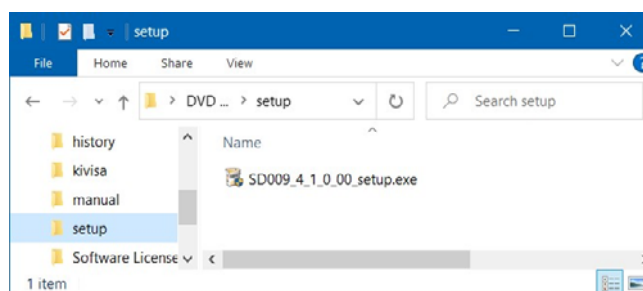 setup
File Home Share View
DVD ... > setup
Search setup
Name
history
kivisa
manual
setup
Software License
SD009_4_1_0_00_setup.exe
1 item